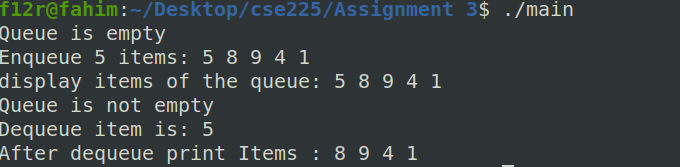 f12r@fahim:~/Desktop/cse225/Assignment 3$ ./main
Queue is empty
Enqueue 5 items: 5 8 9 4 1
display items of the queue: 5 8 9 4 1
Queue is not empty
Dequeue item is: 5
After dequeue print Items : 8 9 4 1